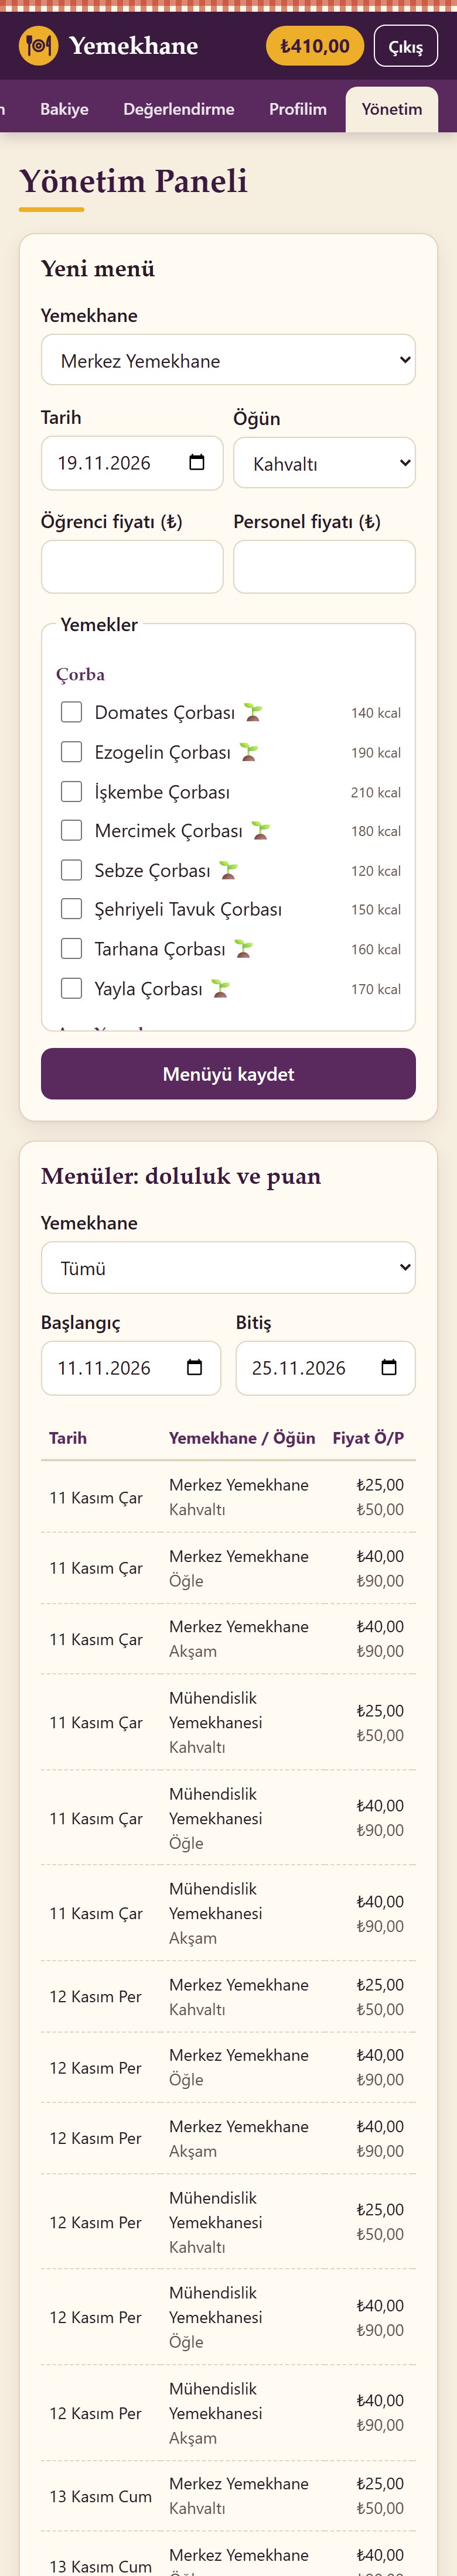 Yemekhane
₺410,00
Çıkış
Bakiye
Değerlendirme
Profilim
Yönetim
Yönetim Paneli
Yeni menü
Yemekhane
Merkez Yemekhane
Tarih
Öğün
19.11.2026
Kahvaltı
Öğrenci fiyatı (₺)
Personel fiyatı (₺)
Yemekler
Çorba
Domates Çorbası 140 kcal
Ezogelin Çorbası 190 kcal
İşkembe Çorbası 210 kcal
Mercimek Çorbası 180 kcal
Sebze Çorbası 120 kcal
Şehriyeli Tavuk Çorbası 150 kcal
Tarhana Çorbası 160 kcal
Yayla Çorbası 170 kcal
Menüyü kaydet
Menüler: doluluk ve puan
Yemekhane
Tümü
Başlangıç
Bitiş
11.11.2026
25.11.2026
Tarih Yemekhane / Öğün Fiyat Ö/P
11 Kasım Çar
Merkez Yemekhane
Kahvaltı
₺25,00
₺50,00
11 Kasım Çar
Merkez Yemekhane
Öğle
₺40,00
₺90,00
11 Kasım Çar
Merkez Yemekhane
Akşam
₺40,00
₺90,00
11 Kasım Çar
Mühendislik
Yemekhanesi
Kahvaltı
₺25,00
₺50,00
11 Kasım Çar
Mühendislik
Yemekhanesi
Öğle
₺40,00
₺90,00
11 Kasım Çar
Mühendislik
Yemekhanesi
Akşam
₺40,00
₺90,00
12 Kasım Per
Merkez Yemekhane
Kahvaltı
₺25,00
₺50,00
12 Kasım Per
Merkez Yemekhane
Öğle
₺40,00
₺90,00
12 Kasım Per
Merkez Yemekhane
Akşam
₺40,00
₺90,00
12 Kasım Per
Mühendislik
Yemekhanesi
Kahvaltı
₺25,00
₺50,00
12 Kasım Per
Mühendislik
Yemekhanesi
Öğle
₺40,00
₺90,00
12 Kasım Per
Mühendislik
Yemekhanesi
Akşam
₺40,00
₺90,00
13 Kasım Cum
Merkez Yemekhane
Kahvaltı
₺25,00
₺50,00
13 Kasım Cum
Merkez Yemekhane
₺40,00